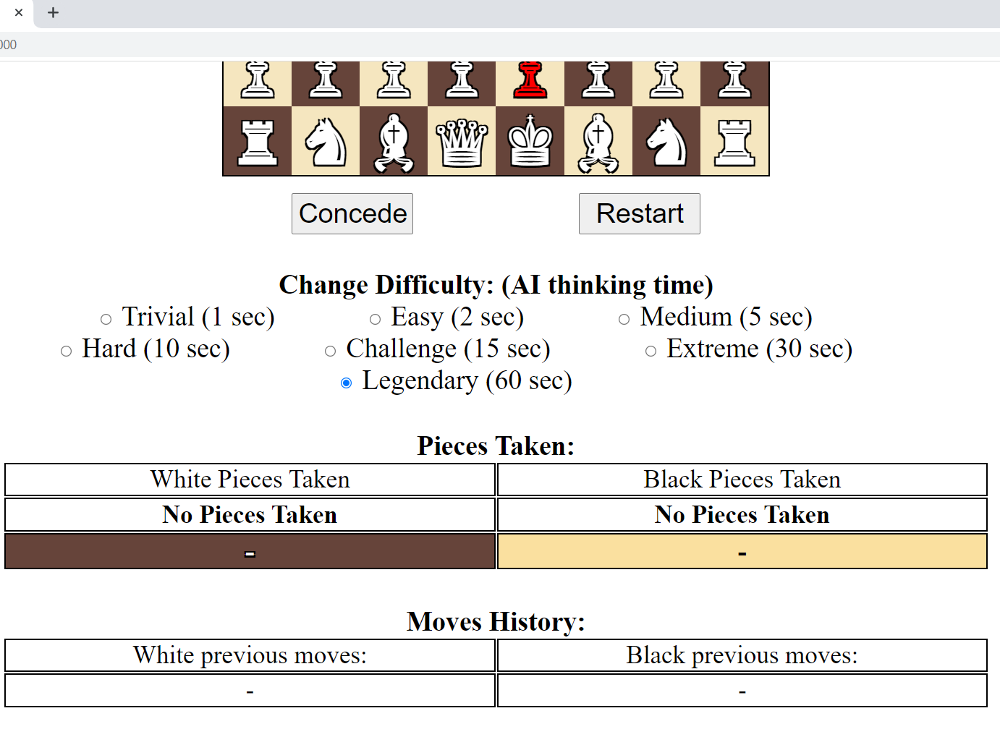 000
Concede
Restart
Change Difficulty: (AI thinking time)
Trivial (1 sec) Easy (2 sec) Medium (5 sec)
Hard (10 sec) Challenge (15 sec) Extreme (30 sec)
Legendary (60 sec)
Pieces Taken:
White Pieces Taken Black Pieces Taken
No Pieces Taken No Pieces Taken
- -
Moves History:
White previous moves: Black previous moves:
- -